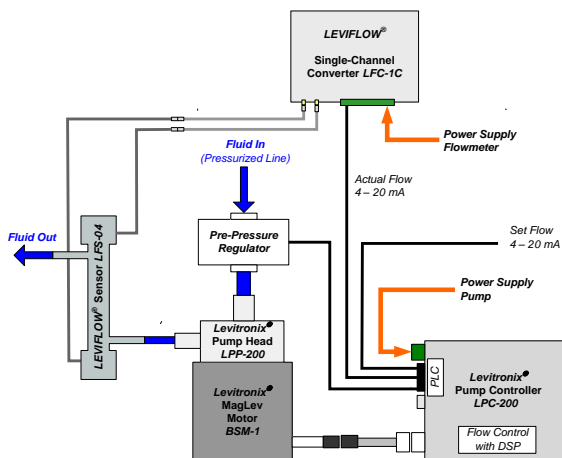 LEVIFLOW®
Single-Channel
Converter LFC-1C
Fluid In
(Pressurized Line)
Power Supply
Flowmeter
Actual Flow
4 – 20 mA
Fluid Out
LEVIFLOW® Sensor LFS-04
Pre-Pressure
Regulator
Set Flow
4 – 20 mA
Power Supply
Pump
Levitronix
Pump Head
LPP-200
Levitronix
MagLev
Motor
BSM-1
PLC
Levitronix
Pump Controller
LPC-200
Flow Control
with DSP